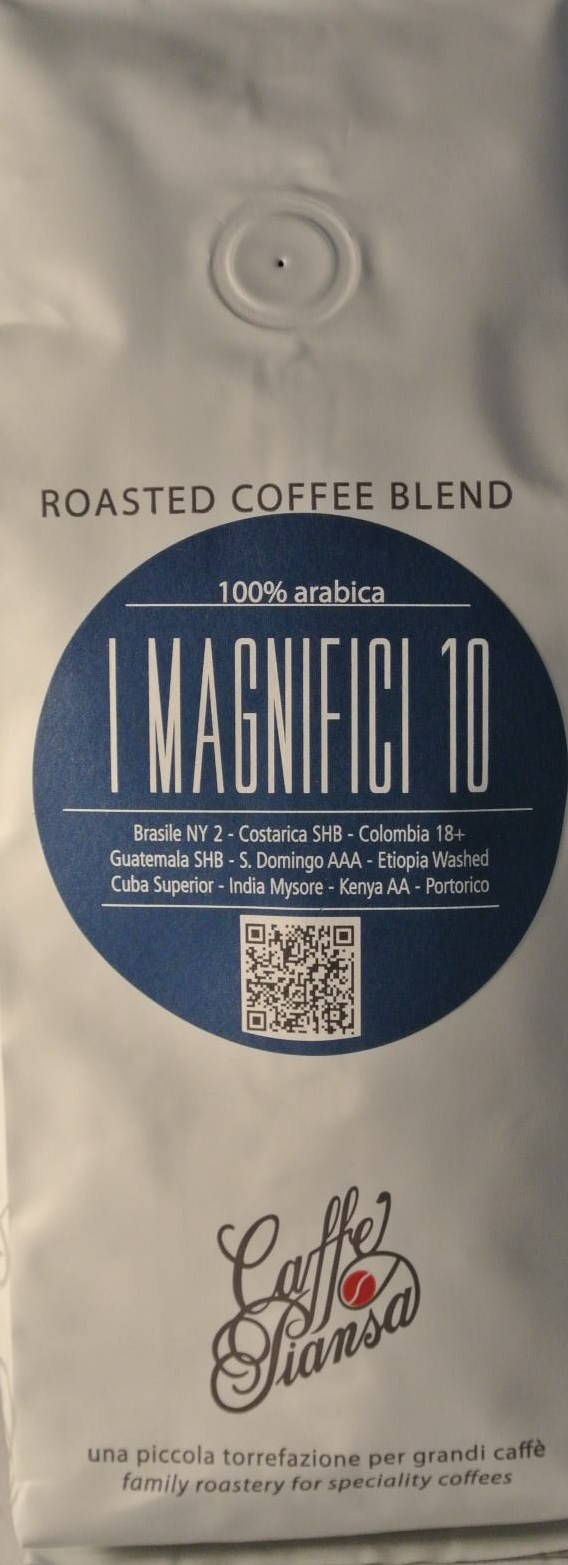 ROASTED COFFEE BLEND
100% arabica
I MAGNIFICI 10
Brasile NY 2 - Costarica SHB - Colombia 18+
Guatemala SHB - S. Domingo AAA - Etiopia Washed
Cuba Superior - India Mysore - Kenya AA - Portorico
Caffe
Piansa
una piccola torrefazione per grandi caffè
family roastery for speciality coffees